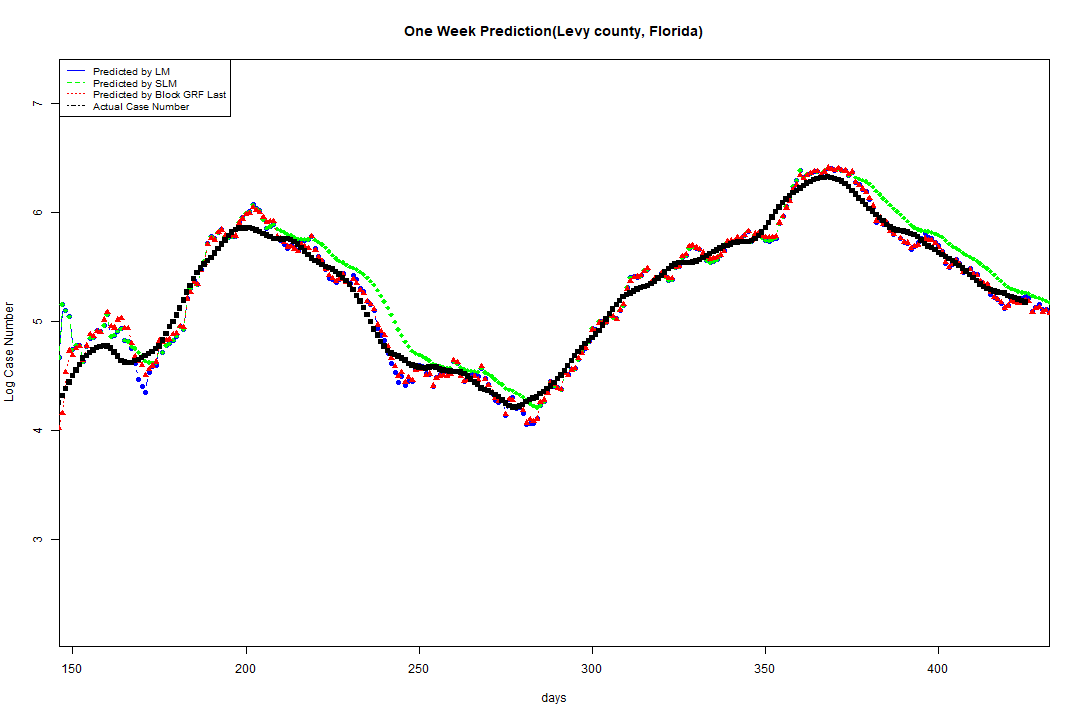 One Week Prediction(Levy county, Florida)
Predicted by LM
Predicted by SLM
Predicted by Block GRF Last
Actual Case Number
7
6
5
4
3
Log Case Number
150 200 250 300 350 400
days